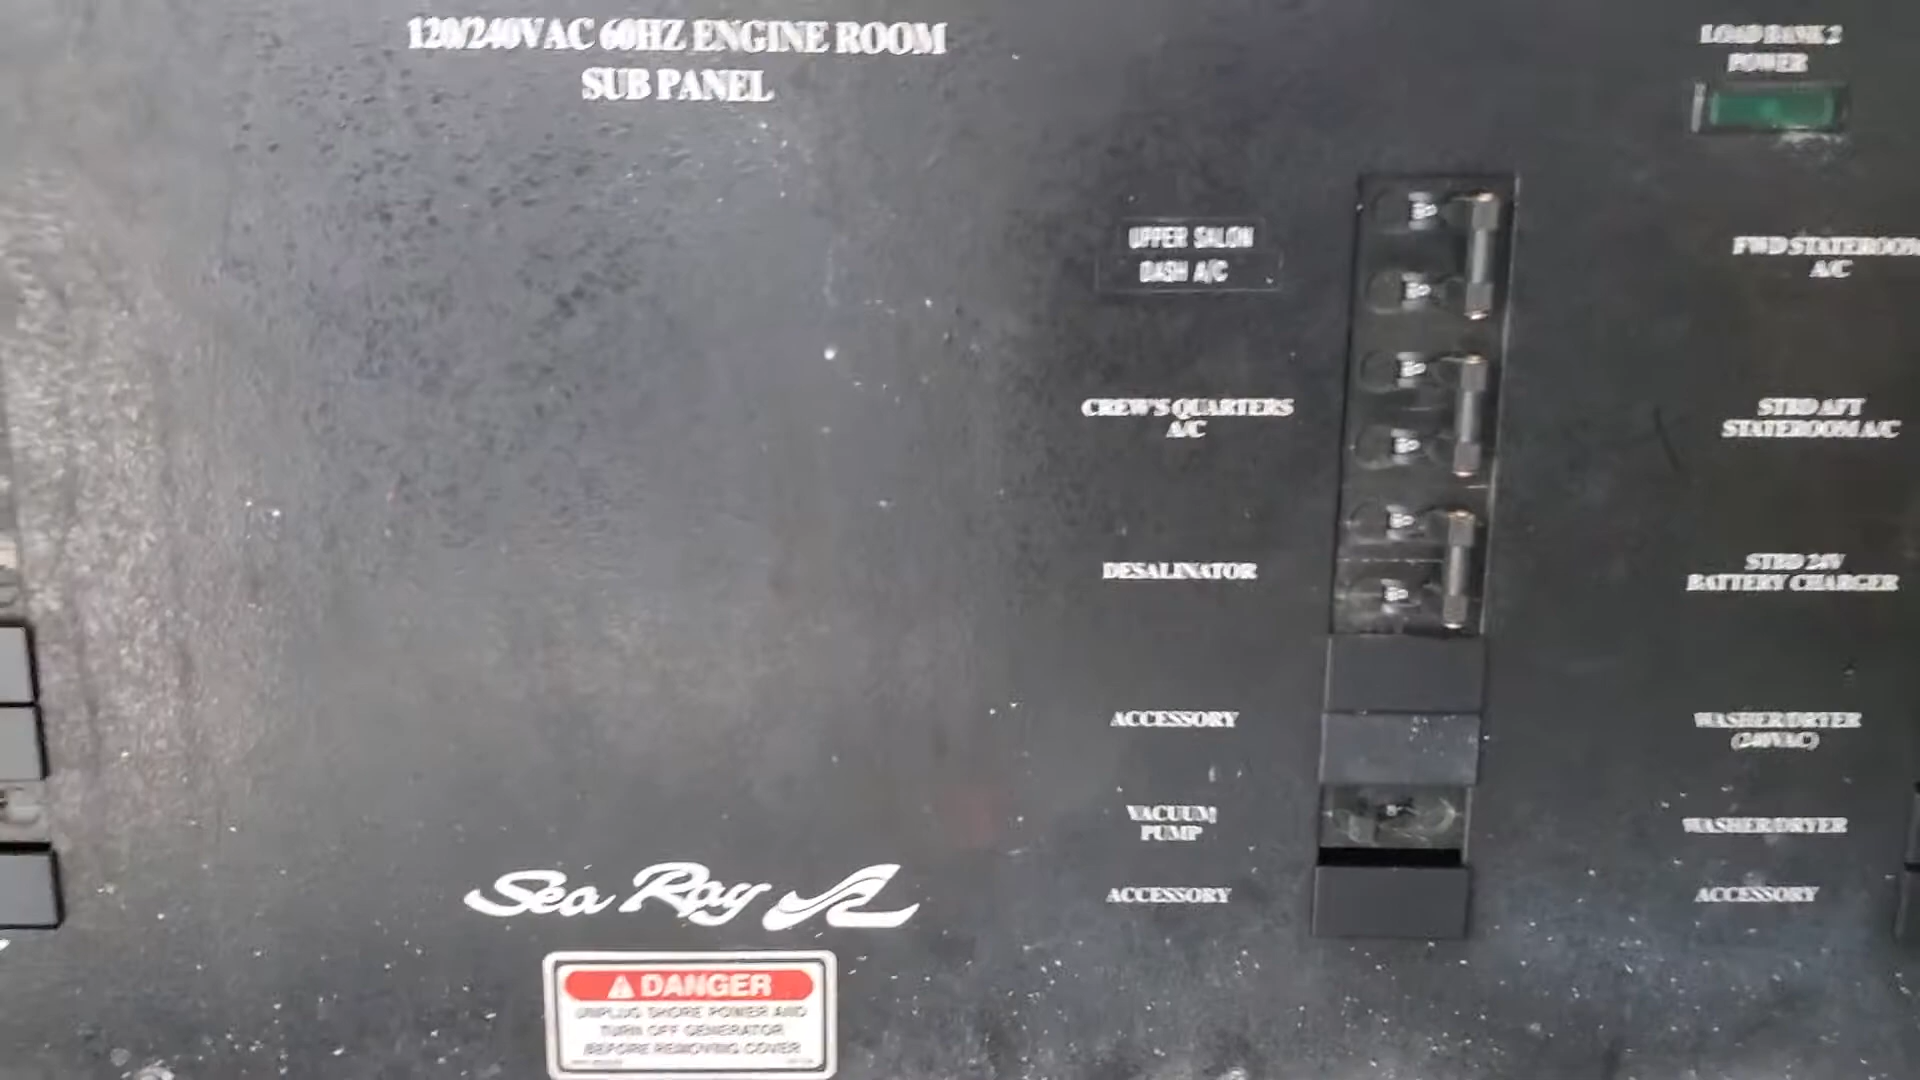 120/240VAC 60HZ ENGINE ROOM
SUB PANEL
LOAD BANK 2
POWER
UPPER SALON
DASH A/C
FWD STATEROOM
A/C
CREW'S QUARTERS
A/C
STBD AFT
STATEROOM A/C
DESALINATOR
STBD 24V
BATTERY CHARGER
ACCESSORY
WASHER/DRYER
(240VAC)
VACUUM
PUMP
WASHER/DRYER
ACCESSORY
ACCESSORY
Sea Ray
DANGER
UNPLUG SHORE POWER AND
TURN OFF GENERATOR
BEFORE REMOVING COVER